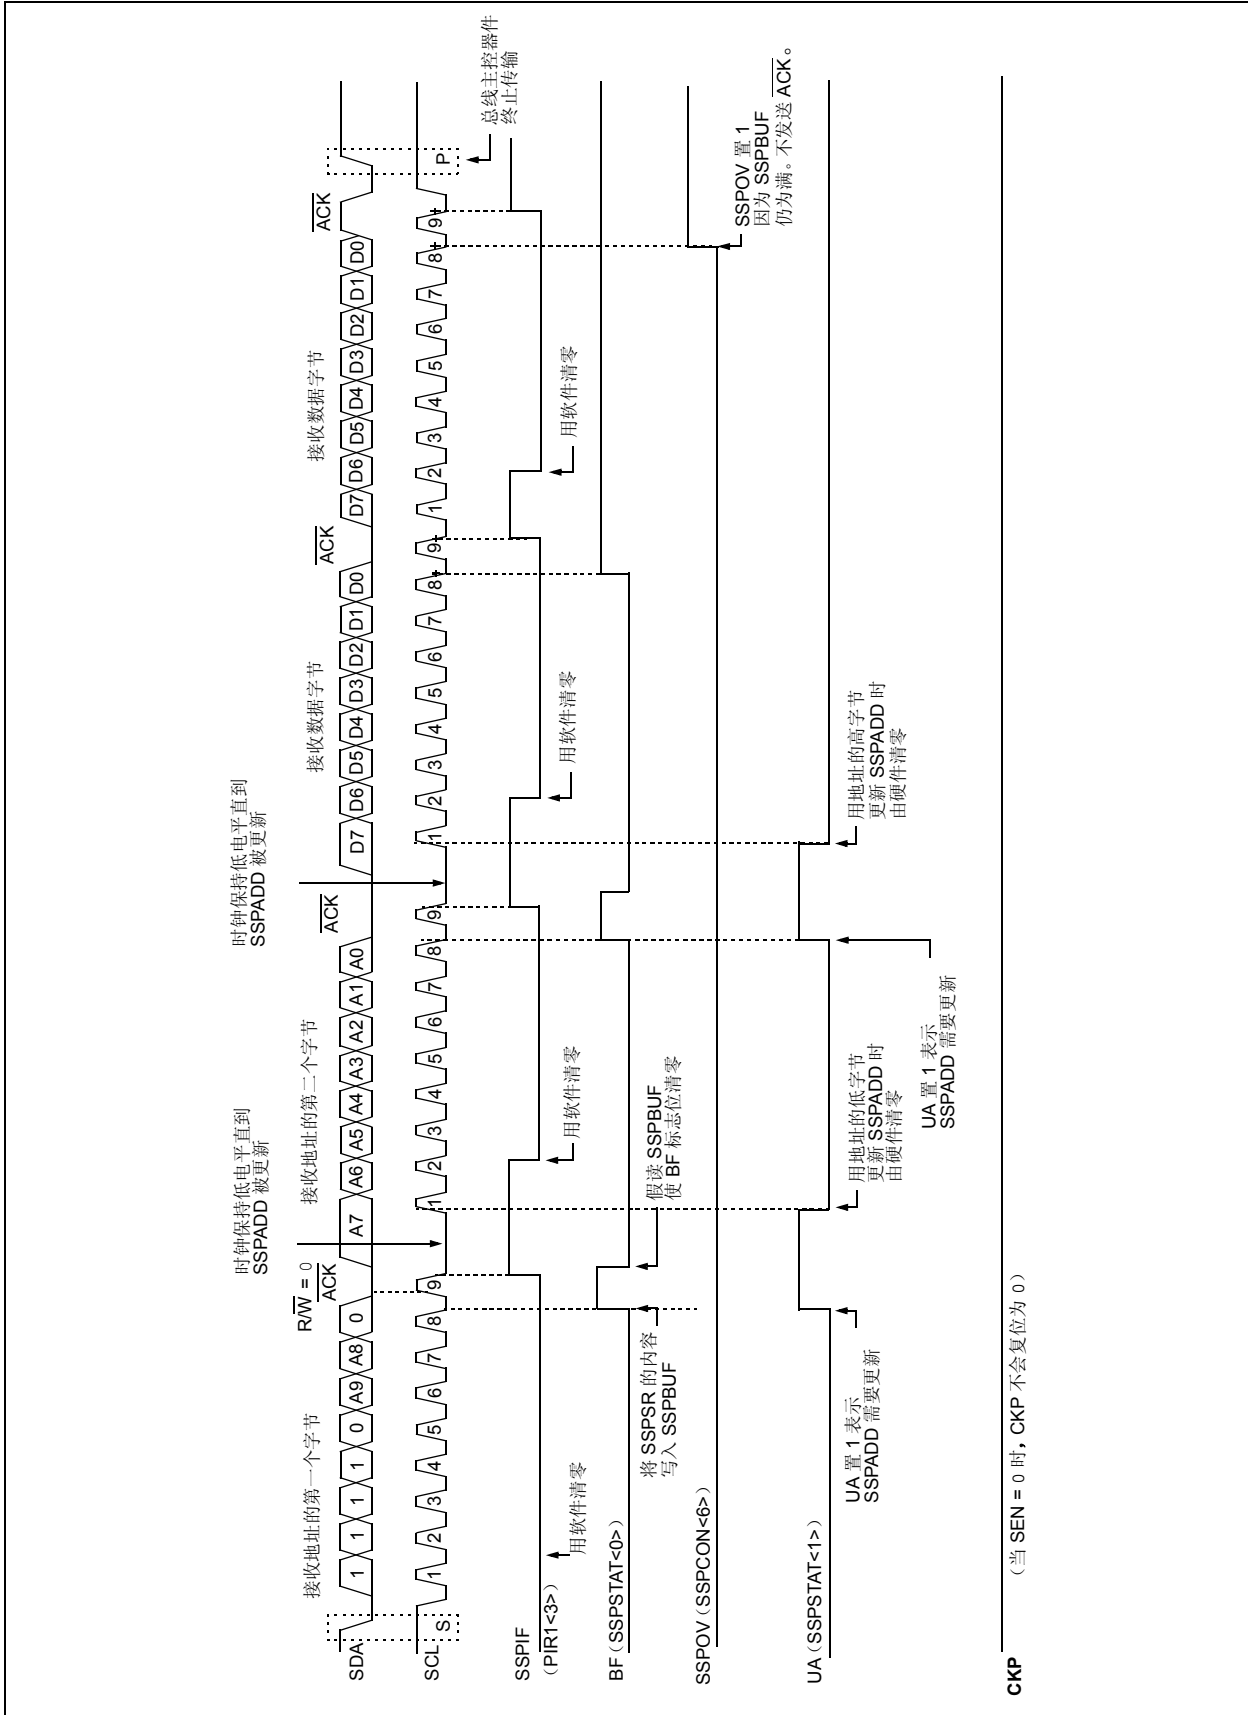 接收地址的第一个字节
R/W = 0
ACK
时钟保持低电平直到
SSPADD 被更新
接收地址的第二个字节
ACK
时钟保持低电平直到
SSPADD 被更新
接收数据字节
ACK
接收数据字节
ACK
SDA
1 1 1 1 0 A9 A8 0 A7 A6 A5 A4 A3 A2 A1 A0 D7 D6 D5 D4 D3 D2 D1 D0 D7 D6 D5 D4 D3 D2 D1 D0
SCL
S 1 2 3 4 5 6 7 8 9 1 2 3 4 5 6 7 8 9 1 2 3 4 5 6 7 8 9 1 2 3 4 5 6 7 8 9 P
总线主控器件
终止传输
SSPIF
（PIR1<3>）
用软件清零
用软件清零
用软件清零
用软件清零
BF（SSPSTAT<0>）
将 SSPSR 的内容
写入 SSPBUF
假读 SSPBUF
使 BF 标志位清零
SSPOV（SSPCON<6>）
SSPOV 置 1
因为 SSPBUF
仍为满。不发送 ACK。
UA（SSPSTAT<1>）
UA 置 1 表示
SSPADD 需要更新
用地址的低字节
更新 SSPADD 时
由硬件清零
UA 置 1 表示
SSPADD 需要更新
用地址的高字节
更新 SSPADD 时
由硬件清零
CKP
（当 SEN = 0 时，CKP 不会复位为 0）